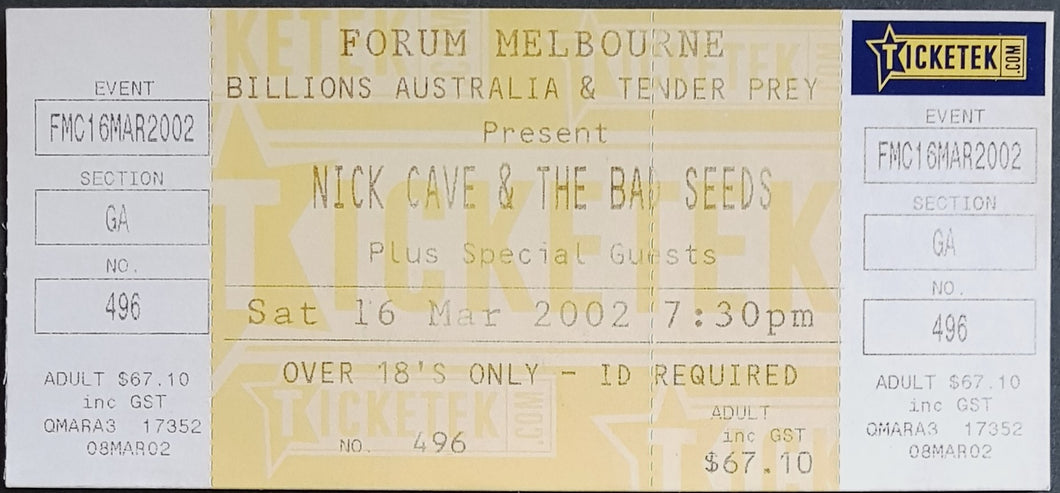 EVENT
FMC16MAR2002
SECTION
GA
NO.
496
ADULT $67.10
inc GST
QMARA3 17352
08MAR02
FORUM MELBOURNE
BILLIONS AUSTRALIA & TENDER PREY
Present
NICK CAVE & THE BAD SEEDS
Plus Special Guests
Sat 16 Mar 2002 7:30pm
OVER 18'S ONLY - ID REQUIRED
NO. 496
ADULT
inc GST
$67.10
TICKETEK.COM
EVENT
FMC16MAR2002
SECTION
GA
NO.
496
ADULT $67.10
inc GST
QMARA3 17352
08MAR02
TICKETEK
TICKETEK.COM